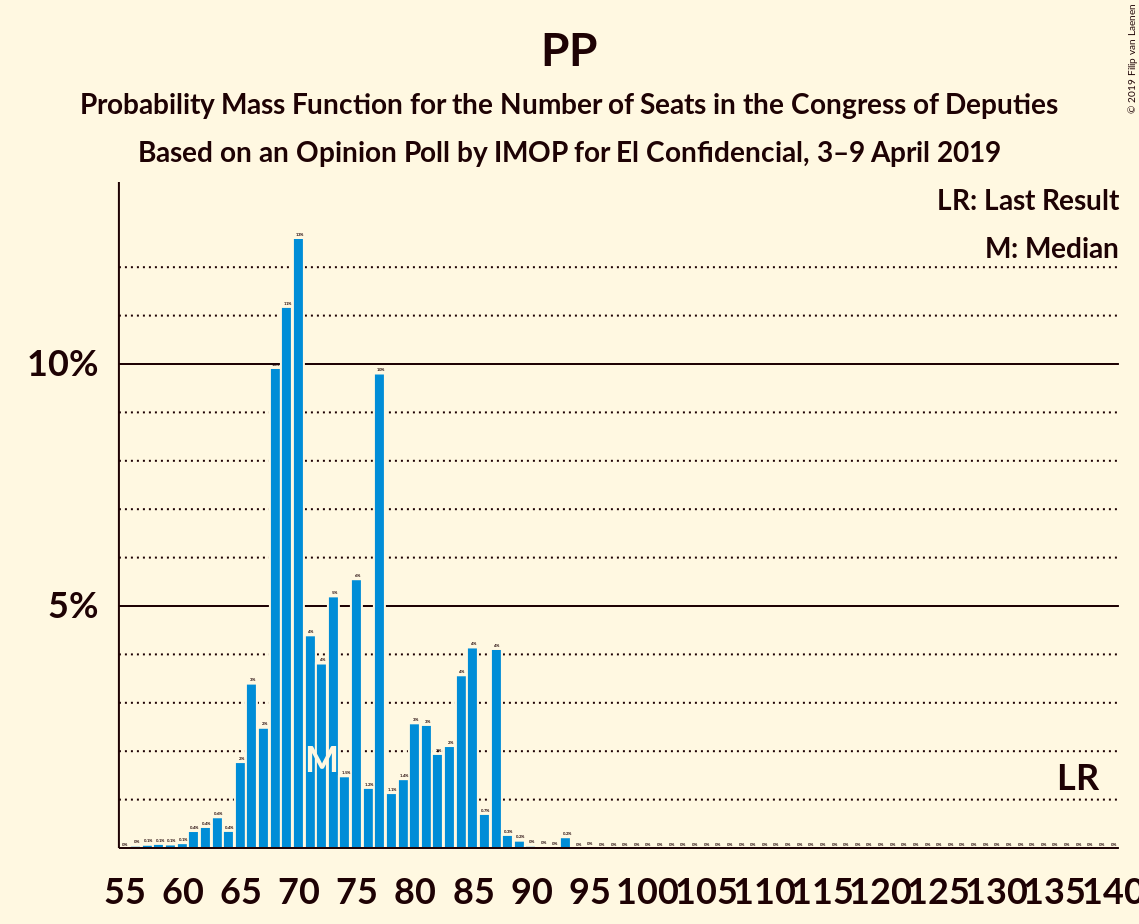 PP
Probability Mass Function for the Number of Seats in the Congress of Deputies
Based on an Opinion Poll by IMOP for El Confidencial, 3–9 April 2019
© 2019 Filip van Laenen
LR: Last Result
M: Median
10%
5%
M
LR
55 60 65 70 75 80 85 90 95 100 105 110 115 120 125 130 135 140